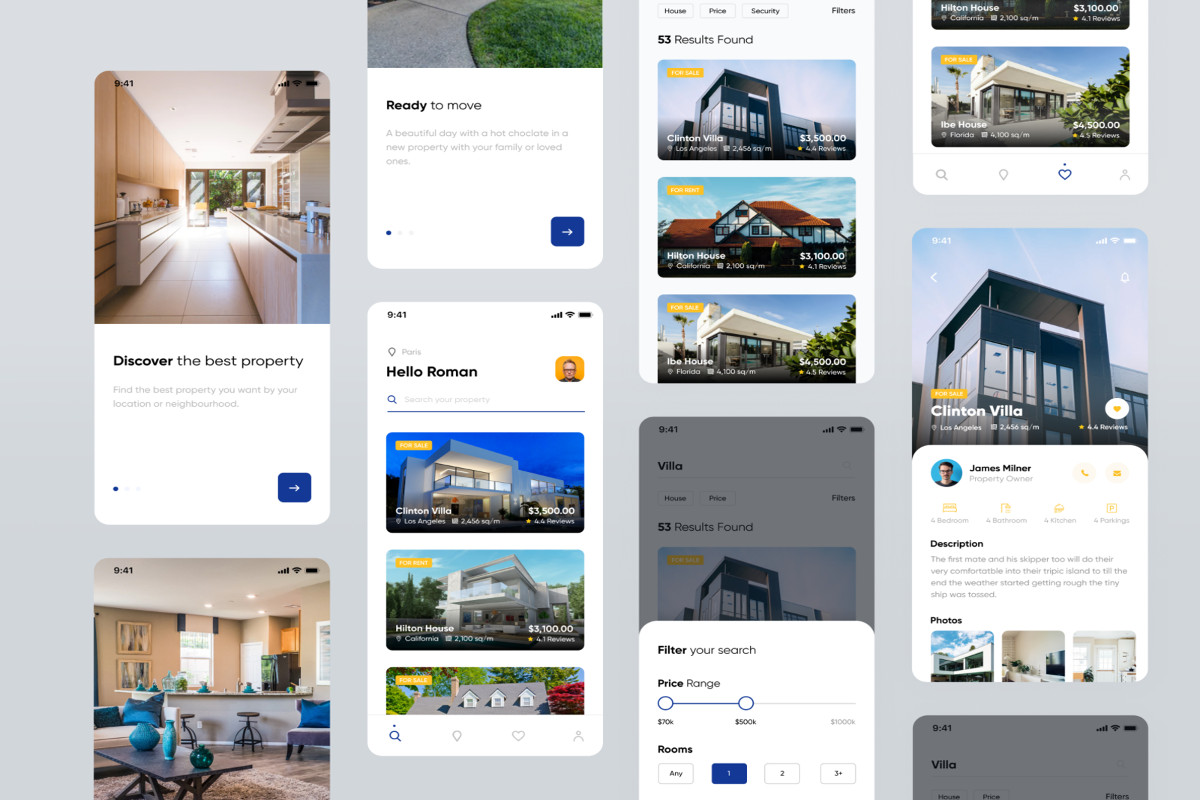 9:41
Discover the best property
Find the best property you want by your
location or neighbourhood.
9:41
Ready to move
A beautiful day with a hot choclate in a
new property with your family or loved
ones.
9:41
Paris
Hello Roman
Search your property
FOR SALE
Clinton Villa
$3,500.00
Los Angeles
2,456 sq/m
4.4 Reviews
FOR RENT
Hilton House
$3,100.00
California
2,100 sq/m
4.1 Reviews
FOR SALE
House
Price
Security
Filters
53 Results Found
FOR SALE
Clinton Villa
$3,500.00
Los Angeles
2,456 sq/m
4.4 Reviews
FOR RENT
Hilton House
$3,100.00
California
2,100 sq/m
4.1 Reviews
FOR SALE
Ibe House
$4,500.00
Florida
4,100 sq/m
4.5 Reviews
9:41
Villa
House
Price
Filters
53 Results Found
FOR SALE
Filter your search
Price Range
$70k
$500k
$1000k
Rooms
Any
1
2
3+
Hilton House
$3,100.00
California
2,100 sq/m
4.1 Reviews
FOR SALE
Ibe House
$4,500.00
Florida
4,100 sq/m
4.5 Reviews
9:41
FOR SALE
Clinton Villa
Los Angeles
2,456 sq/m
4.4 Reviews
James Milner
Property Owner
4 Bedroom
4 Bathroom
4 Kitchen
4 Parkings
Description
The first mate and his skipper too will do their
very comfortatble into their tripic island to till the
end the weather started getting rough the tiny
ship was tossed.
Photos
9:41
Villa
House
Price
Filters